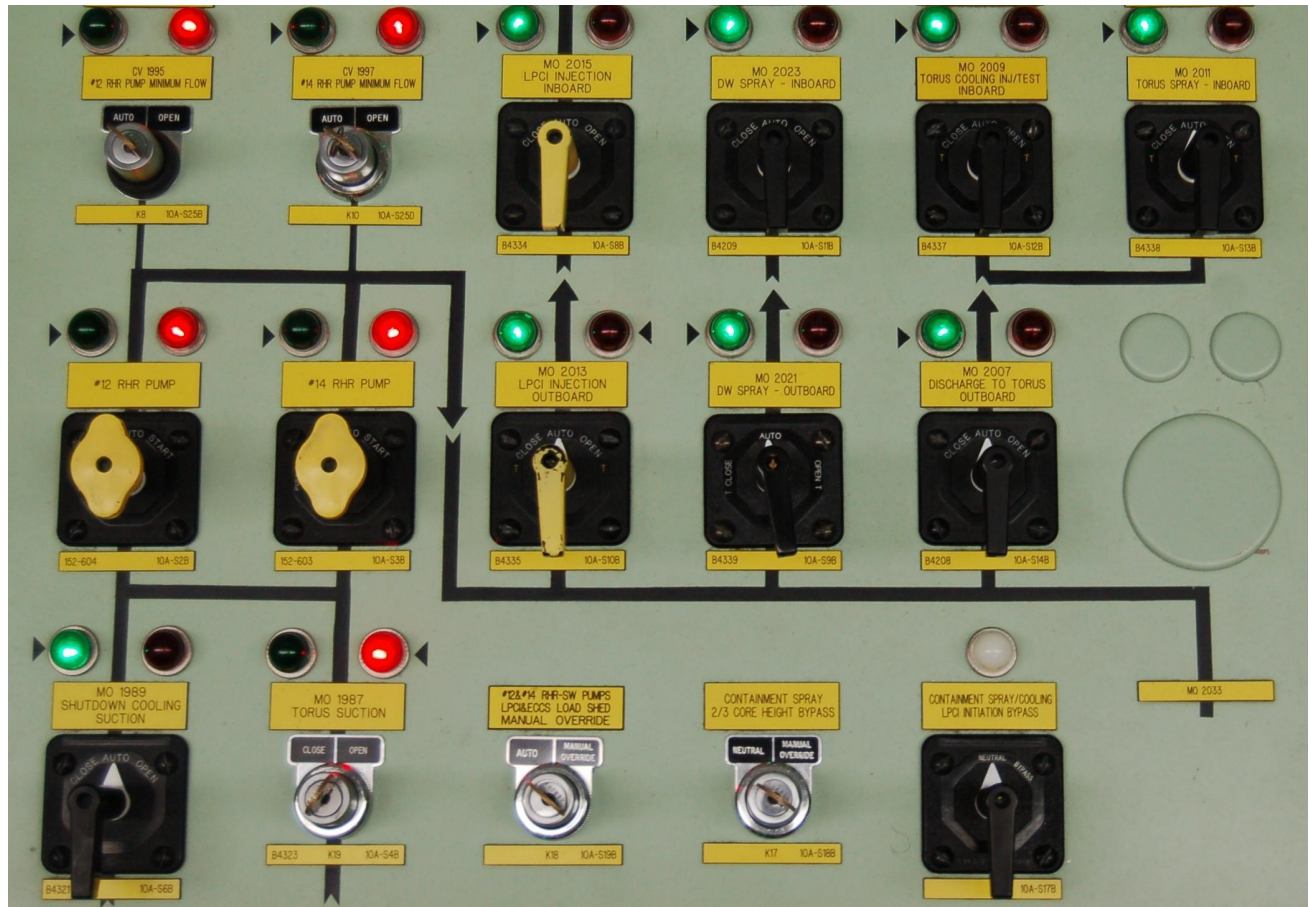 CV 1995
#12 RHR PUMP MINIMUM FLOW
AUTO OPEN
K8 10A-S25B
CV 1997
#14 RHR PUMP MINIMUM FLOW
AUTO OPEN
K10 10A-S25D
MO 2015
LPCI INJECTION
INBOARD
CLOSE AUTO OPEN
B4334 10A-S8B
MO 2023
DW SPRAY - INBOARD
CLOSE AUTO OPEN
B4209 10A-S11B
MO 2009
TORUS COOLING INJ/TEST
INBOARD
CLOSE AUTO OPEN
T T
B4337 10A-S12B
MO 2011
TORUS SPRAY - INBOARD
CLOSE AUTO OPEN
T T
B4338 10A-S13B
#12 RHR PUMP
START
152-604 10A-S2B
#14 RHR PUMP
START
152-603 10A-S3B
MO 2013
LPCI INJECTION
OUTBOARD
CLOSE AUTO OPEN
T T
B4335 10A-S10B
MO 2021
DW SPRAY - OUTBOARD
AUTO
T CLOSE OPEN T
B4339 10A-S9B
MO 2007
DISCHARGE TO TORUS
OUTBOARD
CLOSE AUTO OPEN
B4208 10A-S14B
MO 1989
SHUTDOWN COOLING
SUCTION
CLOSE AUTO OPEN
B4321 10A-S6B
MO 1987
TORUS SUCTION
CLOSE OPEN
B4323 K19 10A-S4B
#12&#14 RHR-SW PUMPS
LPCI&ECCS LOAD SHED
MANUAL OVERRIDE
AUTO MANUAL
OVERRIDE
K18 10A-S19B
CONTAINMENT SPRAY
2/3 CORE HEIGHT BYPASS
NEUTRAL MANUAL
OVERRIDE
K17 10A-S18B
CONTAINMENT SPRAY/COOLING
LPCI INITIATION BYPASS
NEUTRAL BYPASS
10A-S17B
MO 2033